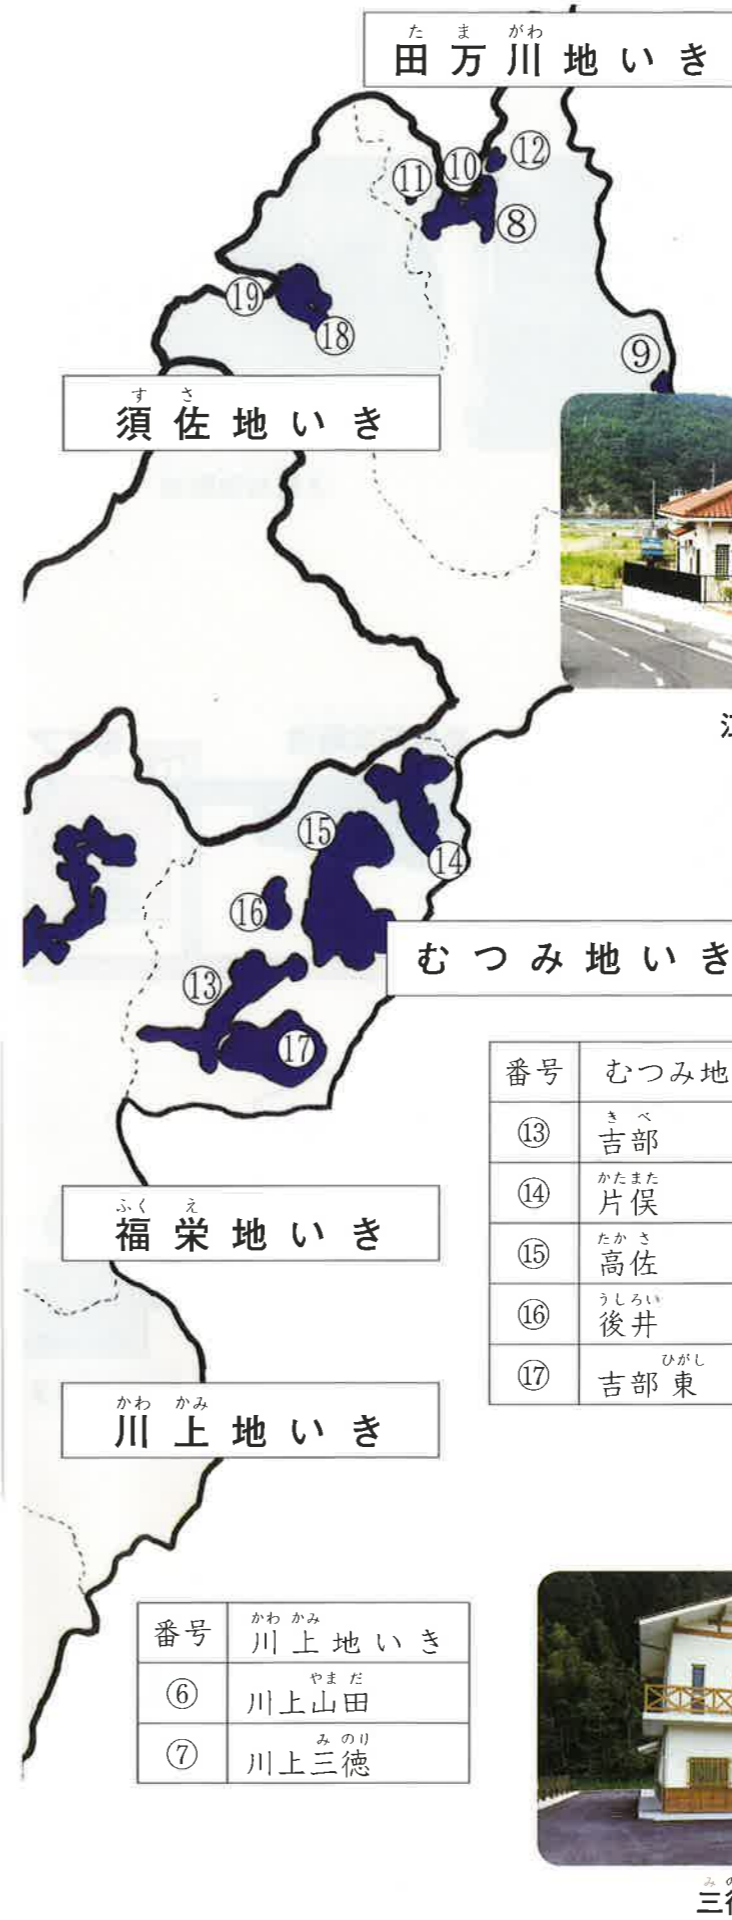 田万川地いき
たまがわ
⑫
⑩
⑪
⑧
⑲
⑱
⑨
須佐地いき
すさ
⑮
⑭
⑯
むつみ地いき
⑬
⑰
番号 むつみ地
⑬ 吉部
きべ
⑭ 片俣
かたまた
⑮ 高佐
たかさ
⑯ 後井
うしろい
⑰ 吉部東
ひがし
福栄地いき
ふくえ
川上地いき
かわかみ
番号 川上地いき
かわかみ
⑥ 川上山田
やまだ
⑦ 川上三徳
みのり
三